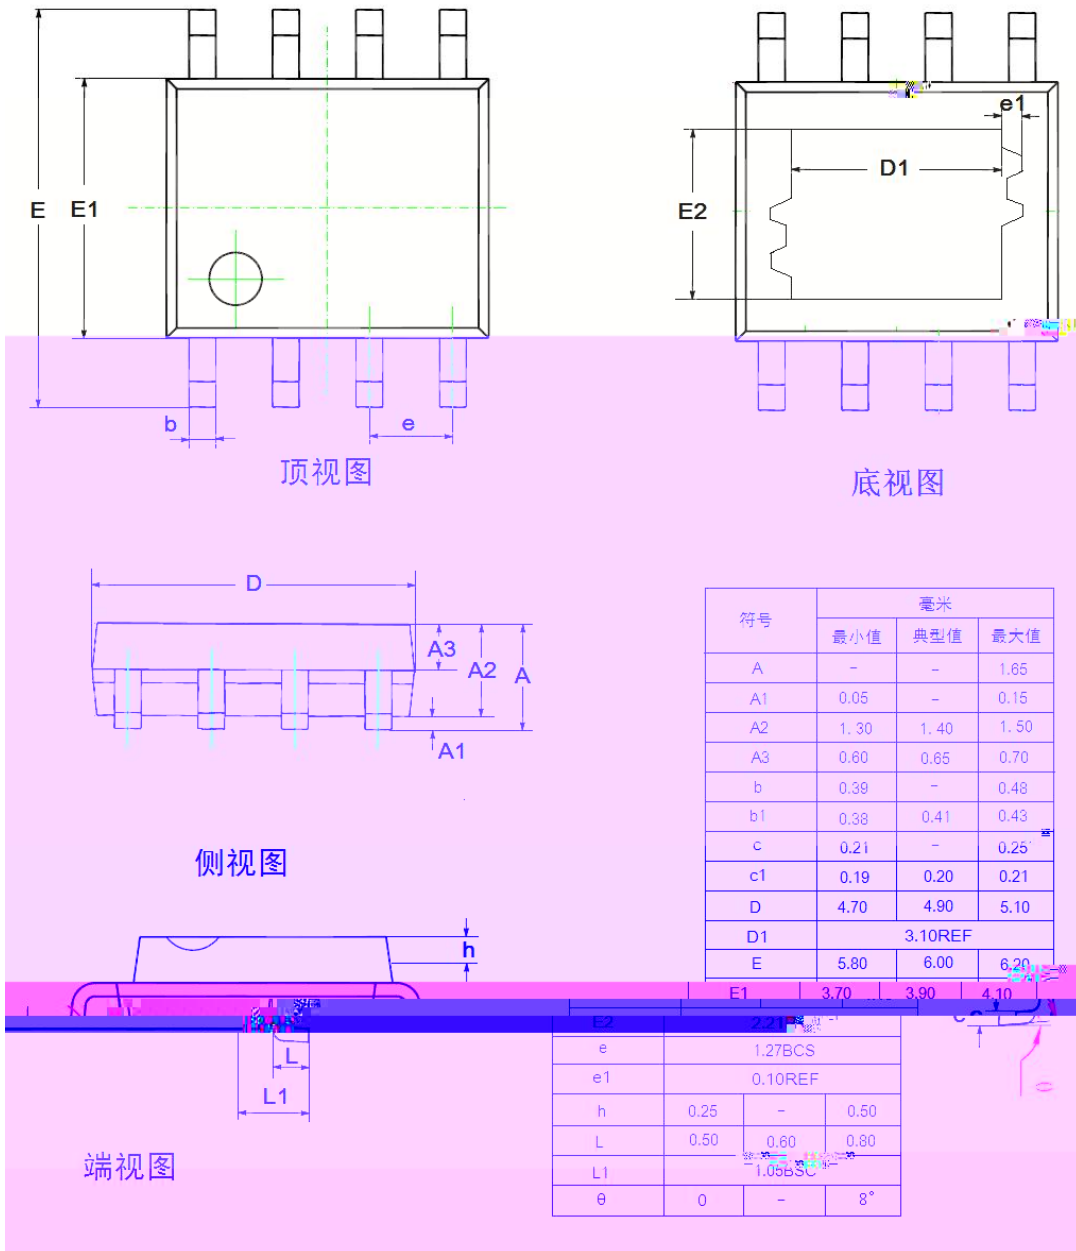 E E1
b e
顶视图
e1
D1
E2
底视图
D
A3 A2 A
A1
侧视图
h
L
L1
端视图
θ
符号 毫米
最小值 典型值 最大值
A - - 1.65
A1 0.05 - 0.15
A2 1.30 1.40 1.50
A3 0.60 0.65 0.70
b 0.39 - 0.48
b1 0.38 0.41 0.43
c 0.21 - 0.25
c1 0.19 0.20 0.21
D 4.70 4.90 5.10
D1 3.10REF
E 5.80 6.00 6.20
E1 3.70 3.90 4.10
E2 2.21
e 1.27BCS
e1 0.10REF
h 0.25 - 0.50
L 0.50 0.60 0.80
L1 1.05BSC
θ 0 - 8°